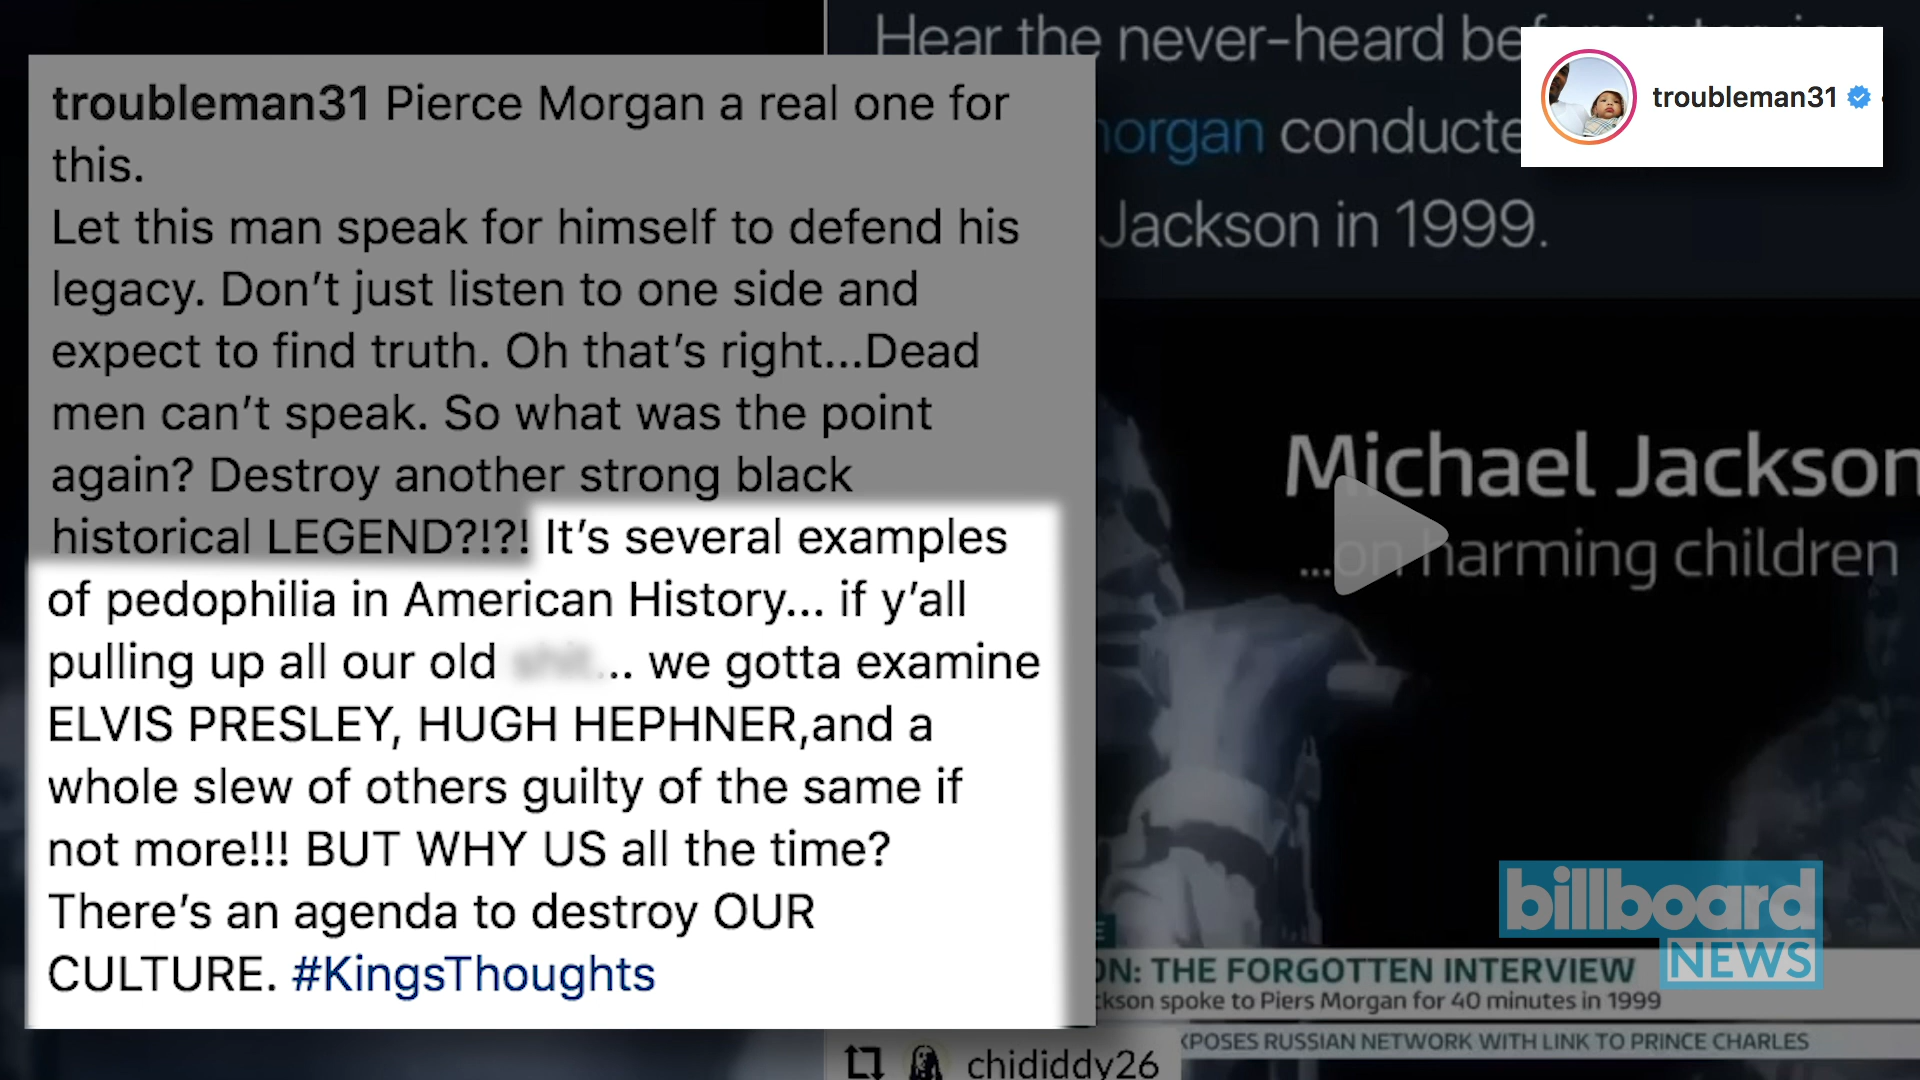 Hear the never-heard be
troubleman31
organ conducte
Jackson in 1999.
troubleman31 Pierce Morgan a real one for
this.
Let this man speak for himself to defend his
legacy. Don't just listen to one side and
expect to find truth. Oh that's right...Dead
men can't speak. So what was the point
again? Destroy another strong black
historical LEGEND?!?! It's several examples
of pedophilia in American History... if y'all
pulling up all our old ... we gotta examine
ELVIS PRESLEY, HUGH HEPHNER,and a
whole slew of others guilty of the same if
not more!!! BUT WHY US all the time?
There's an agenda to destroy OUR
CULTURE. #KingsThoughts
Michael Jackson
...on harming children
billboard
NEWS
ON: THE FORGOTTEN INTERVIEW
ckson spoke to Piers Morgan for 40 minutes in 1999
XPOSES RUSSIAN NETWORK WITH LINK TO PRINCE CHARLES
chididdy26